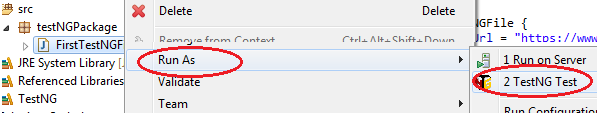 src
testNGPackage
FirstTestNGF
JRE System Library [
Referenced Libraries
TestNG
Delete Delete
Remove from Context Ctrl+Alt+Shift+Down
Run As
Validate
Team
NGFile {
Url = "https://www
1 Run on Server
2 TestNG Test
Run Configuration